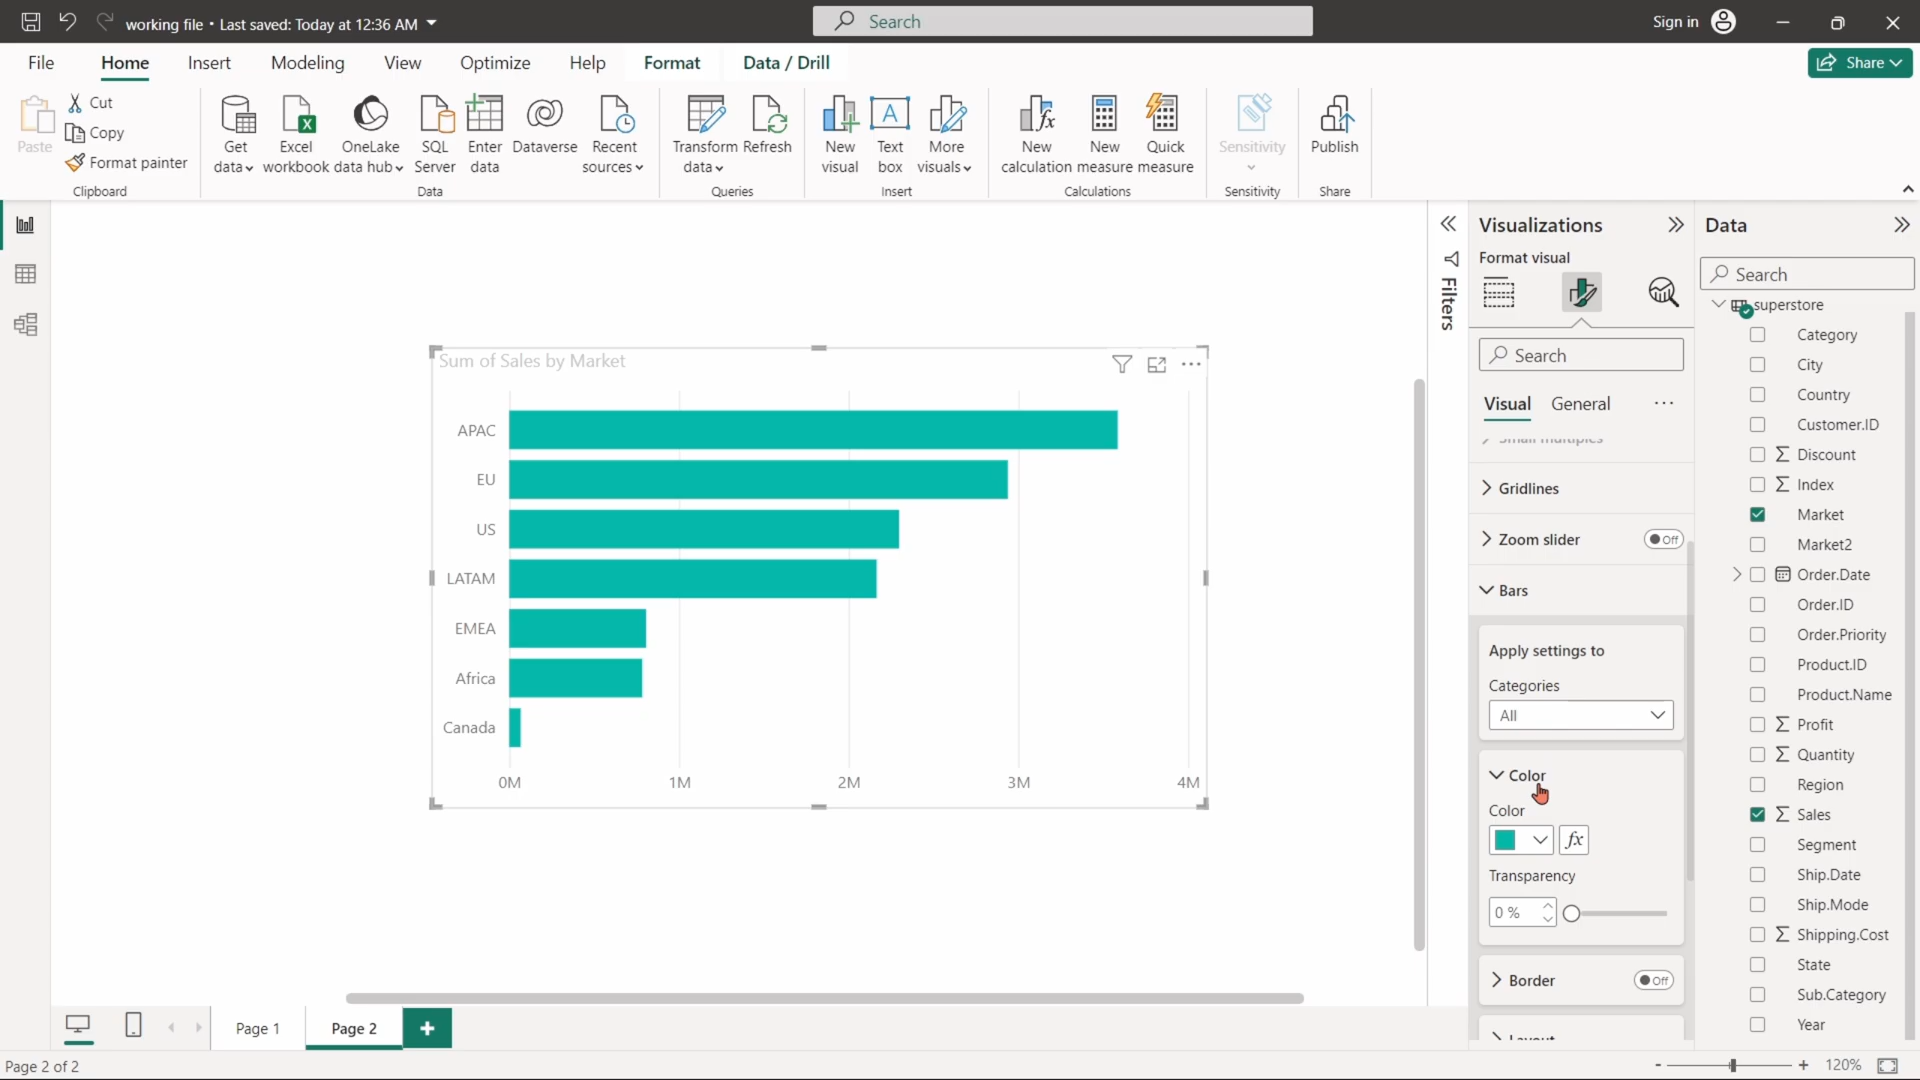 working file • Last saved: Today at 12:36 AM
Search
Sign in
File
Home
Insert
Modeling
View
Optimize
Help
Format
Data / Drill
Share
Paste
Cut
Copy
Format painter
Clipboard
Get data
Excel workbook
OneLake data hub
SQL Server
Enter data
Dataverse
Recent sources
Data
Transform data
Refresh
Queries
New visual
Text box
More visuals
Insert
New calculation
New measure
Quick measure
Calculations
Sensitivity
Sensitivity
Publish
Share
Sum of Sales by Market
APAC
EU
US
LATAM
EMEA
Africa
Canada
0M
1M
2M
3M
4M
Filters
Visualizations
Format visual
Search
Visual
General
Small multiples
Gridlines
Zoom slider
Off
Bars
Apply settings to
Categories
All
Color
Color
fx
Transparency
0 %
Border
Off
Layout
Data
Search
superstore
Category
City
Country
Customer.ID
Discount
Index
Market
Market2
Order.Date
Order.ID
Order.Priority
Product.ID
Product.Name
Profit
Quantity
Region
Sales
Segment
Ship.Date
Ship.Mode
Shipping.Cost
State
Sub.Category
Year
Page 1
Page 2
Page 2 of 2
120%